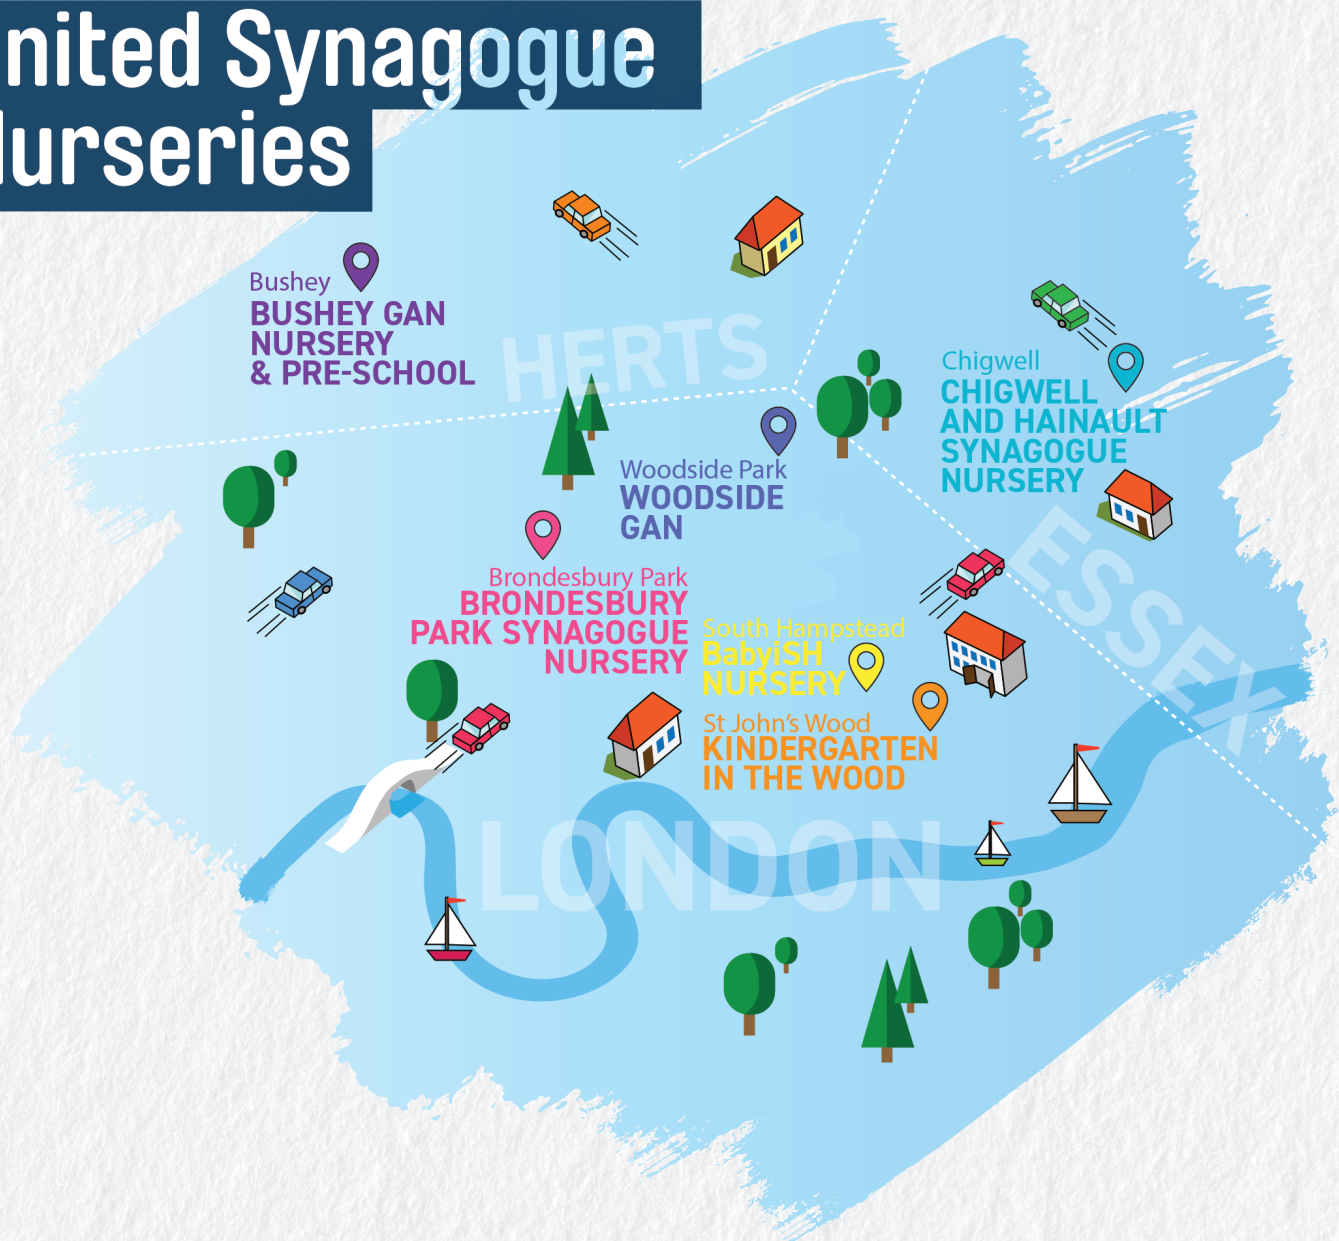 nited Synagogue
urseries
Bushey
BUSHEY GAN
NURSERY
& PRE-SCHOOL
HERTS
Chigwell
CHIGWELL
AND HAINAULT
SYNAGOGUE
NURSERY
Woodside Park
WOODSIDE
GAN
ESSEX
Brondesbury Park
BRONDESBURY
PARK SYNAGOGUE
NURSERY
South Hampstead
BabyiSH
NURSERY
St John's Wood
KINDERGARTEN
IN THE WOOD
LONDON